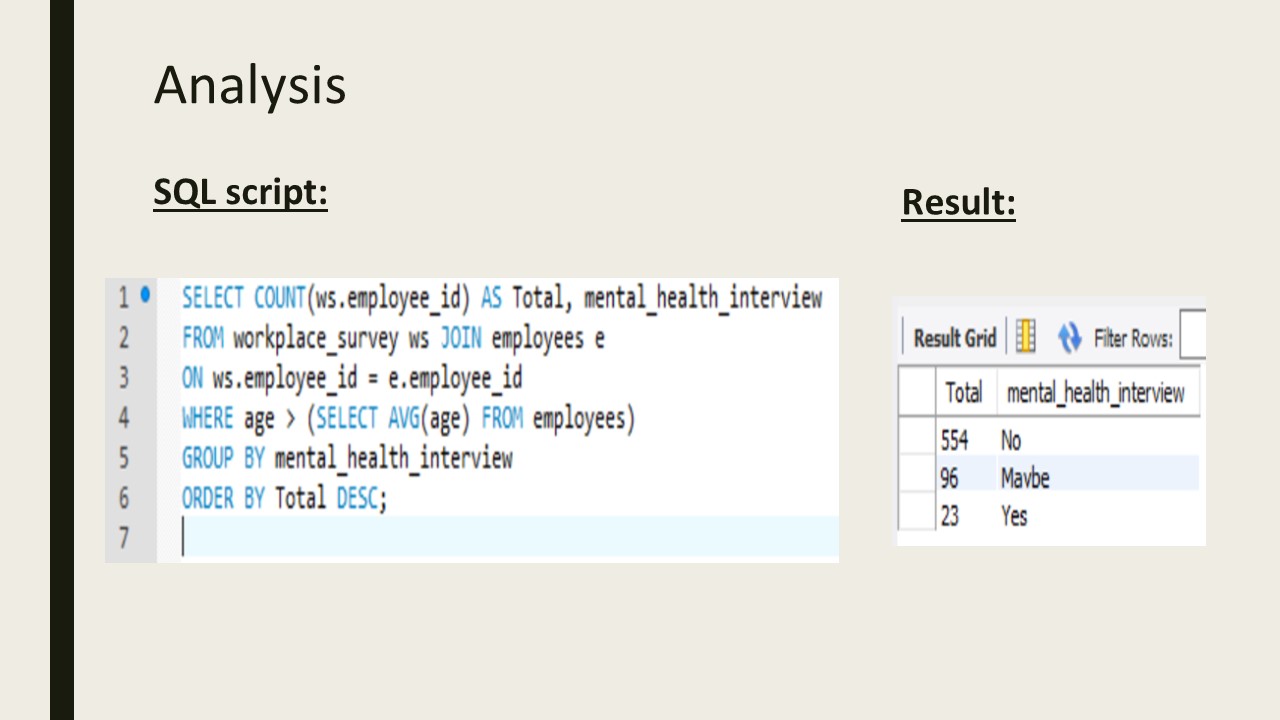 Analysis
SQL script:
Result:
1 SELECT COUNT(ws.employee_id) AS Total, mental_health_interview
2 FROM workplace_survey ws JOIN employees e
3 ON ws.employee_id = e.employee_id
4 WHERE age > (SELECT AVG(age) FROM employees)
5 GROUP BY mental_health_interview
6 ORDER BY Total DESC;
7
Result Grid Filter Rows:
Total mental_health_interview
554 No
96 Maybe
23 Yes